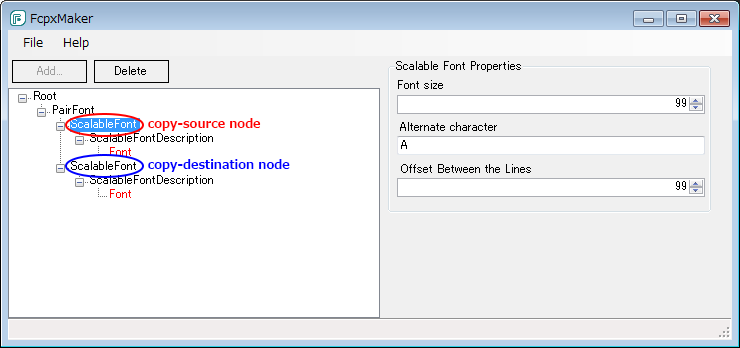 FcpxMaker
File Help
Add... Delete
Root
PairFont
ScalableFont copy-source node
ScalableFontDescription
Font
ScalableFont copy-destination node
ScalableFontDescription
Font
Scalable Font Properties
Font size
99
Alternate character
A
Offset Between the Lines
99